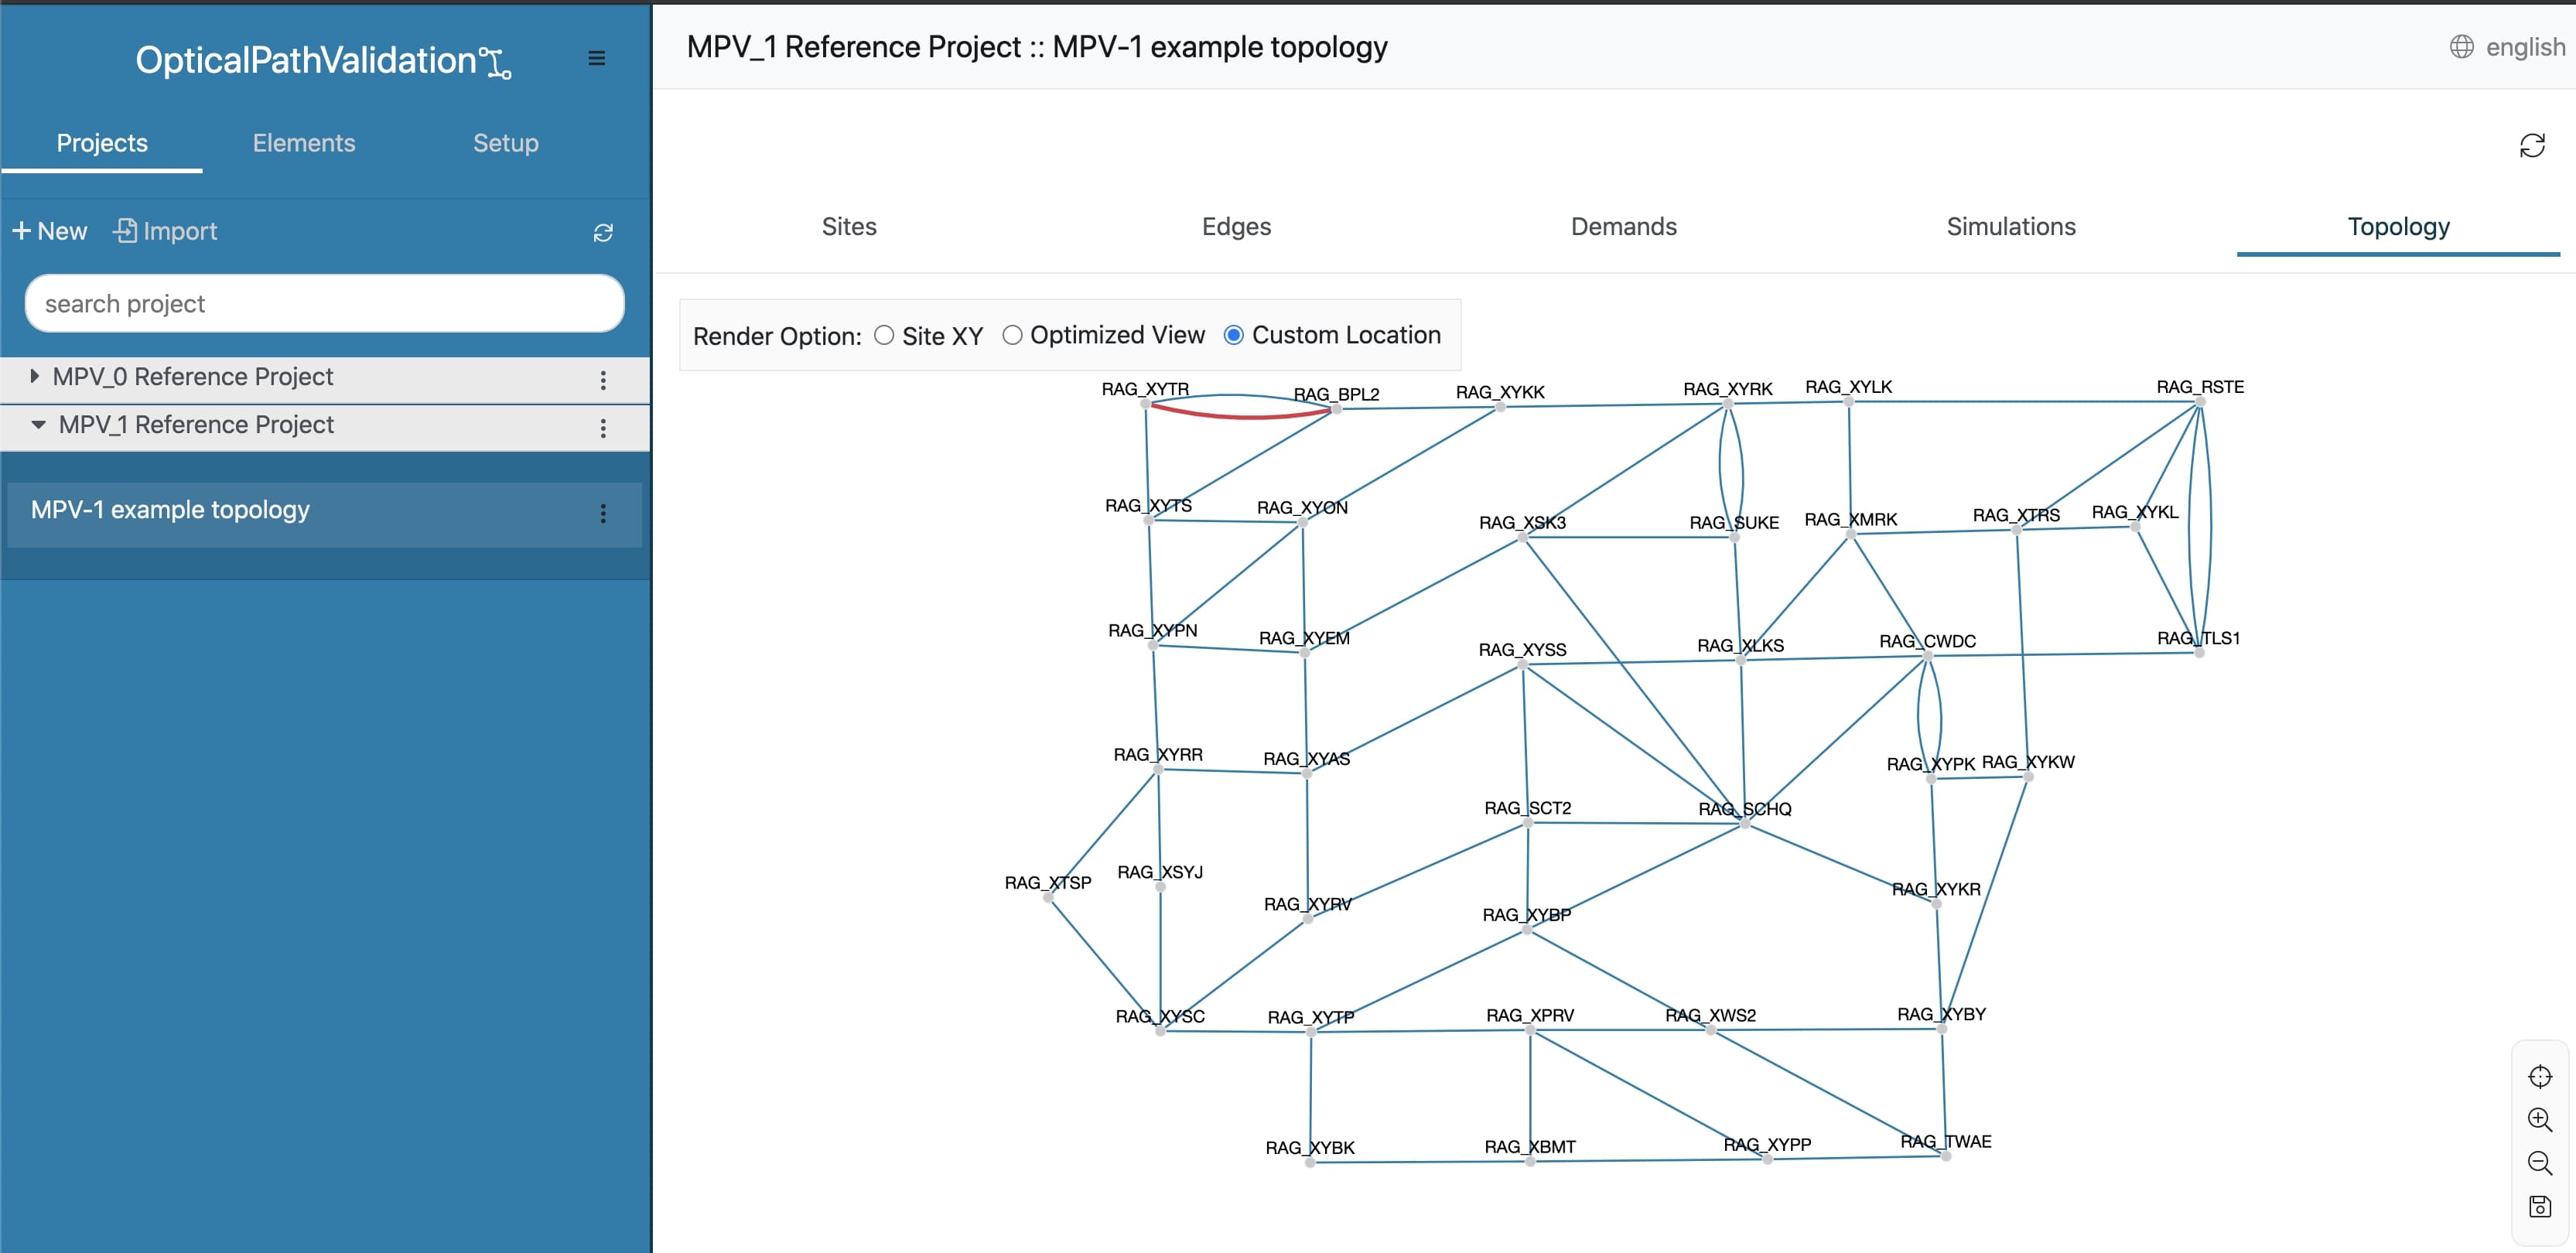 OpticalPathValidation
MPV_1 Reference Project :: MPV-1 example topology
english
Projects
Elements
Setup
New
Import
search project
MPV_0 Reference Project
MPV_1 Reference Project
MPV-1 example topology
Sites
Edges
Demands
Simulations
Topology
Render Option:
Site XY
Optimized View
Custom Location
RAG_XYTR
RAG_BPL2
RAG_XYKK
RAG_XYRK
RAG_XYLK
RAG_RSTE
RAG_XYTS
RAG_XYON
RAG_XSK3
RAG_SUKE
RAG_XMRK
RAG_XTRS
RAG_XYKL
RAG_XYPN
RAG_XYEM
RAG_XYSS
RAG_XLKS
RAG_CWDC
RAG_TLS1
RAG_XYRR
RAG_XYAS
RAG_XYPK
RAG_XYKW
RAG_SCT2
RAG_SCHQ
RAG_XTSP
RAG_XSYJ
RAG_XYRV
RAG_XYBP
RAG_XYKR
RAG_XYSC
RAG_XYTP
RAG_XPRV
RAG_XWS2
RAG_XYBY
RAG_XYBK
RAG_XBMT
RAG_XYPP
RAG_TWAE